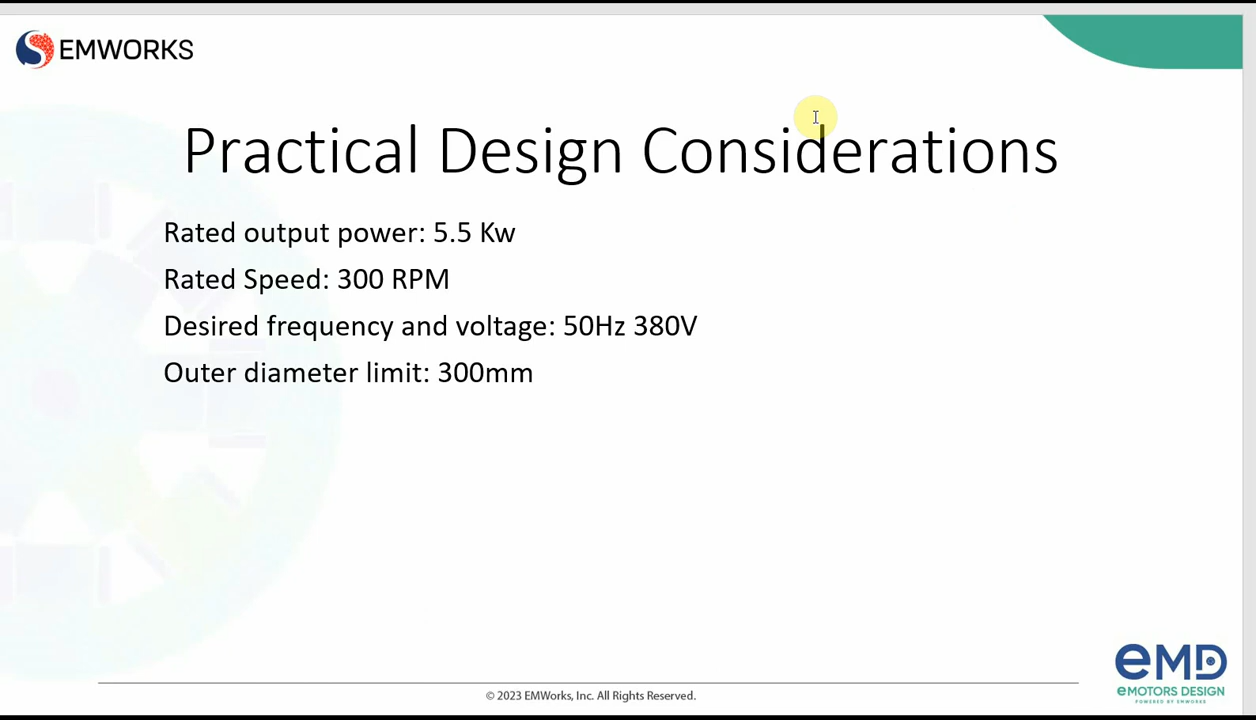 EMWORKS
Practical Design Considerations
Rated output power: 5.5 Kw
Rated Speed: 300 RPM
Desired frequency and voltage: 50Hz 380V
Outer diameter limit: 300mm
eMD
eMOTORS DESIGN
POWERED BY EMWORKS
© 2023 EMWorks, Inc. All Rights Reserved.